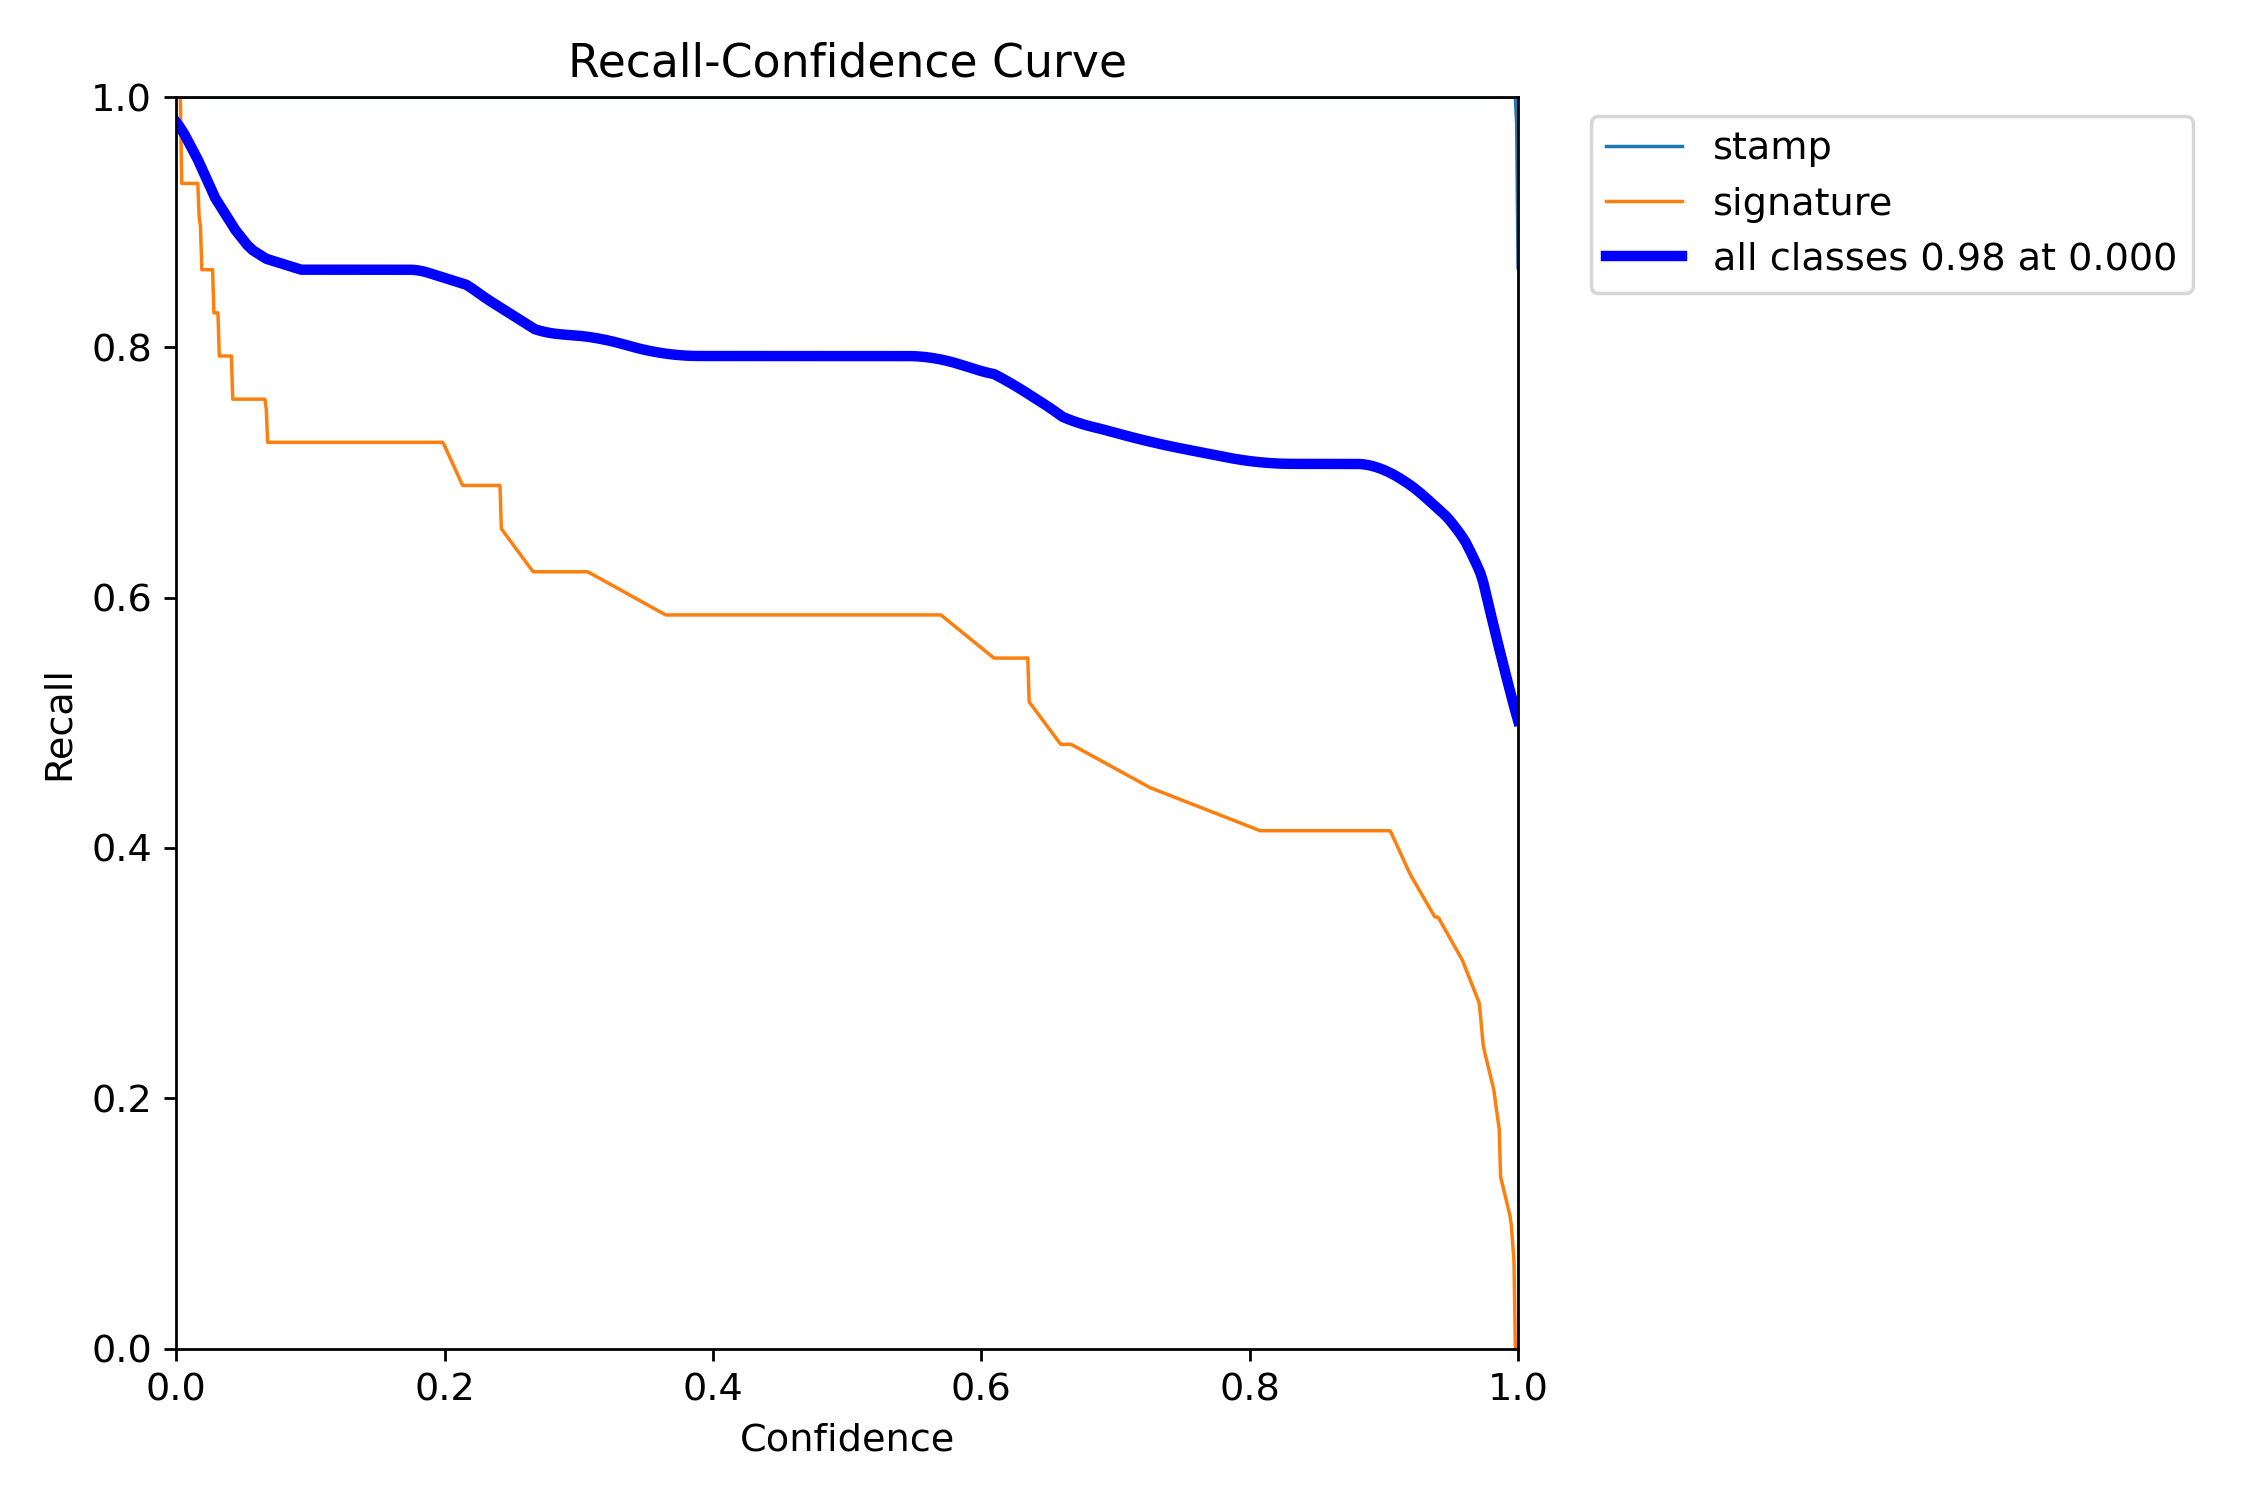 Recall-Confidence Curve
1.0
0.8
0.6
0.4
0.2
0.0
Recall
0.0 0.2 0.4 0.6 0.8 1.0
Confidence
stamp
signature
all classes 0.98 at 0.000